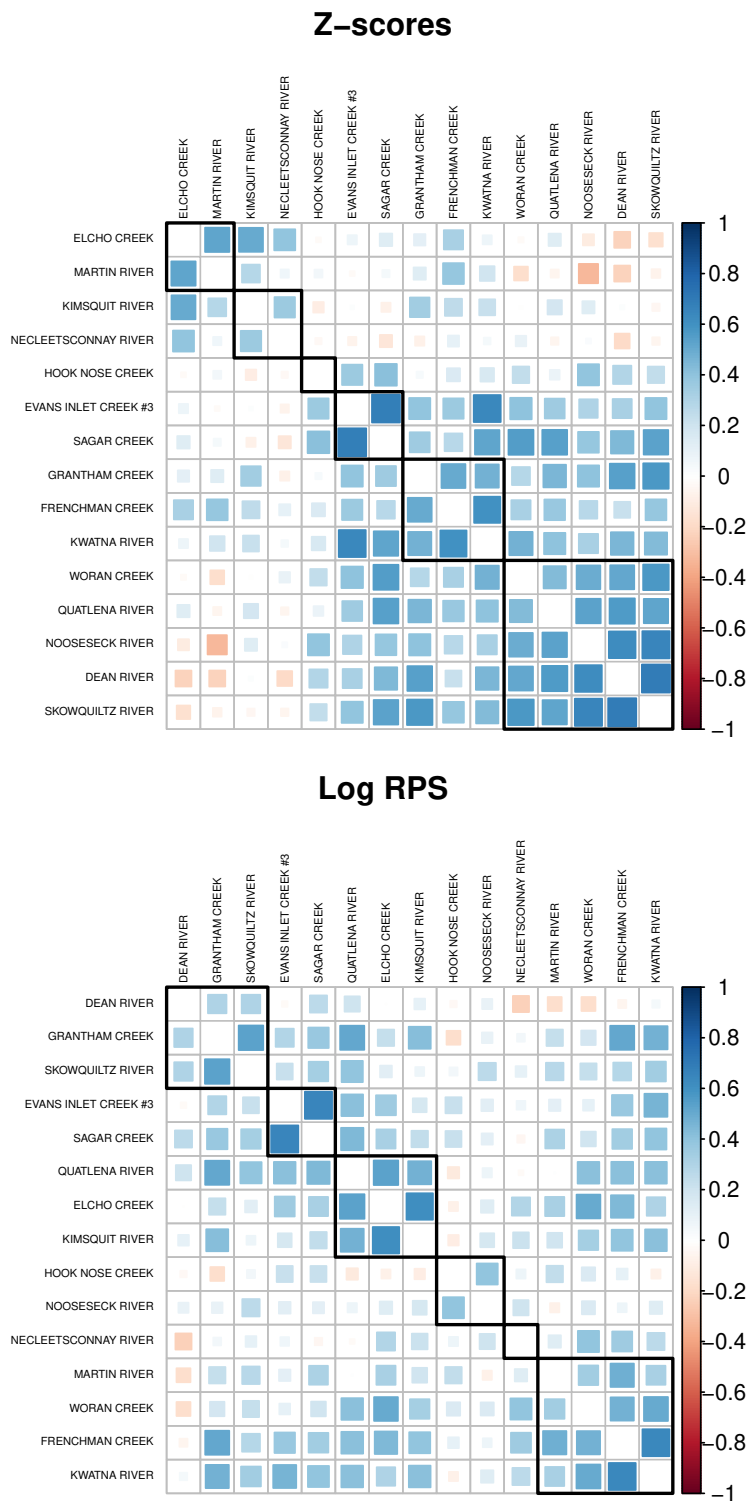 Z−scores
ELCHO CREEK
MARTIN RIVER
KIMSQUIT RIVER
NECLEETSCONNAY RIVER
HOOK NOSE CREEK
EVANS INLET CREEK #3
SAGAR CREEK
GRANTHAM CREEK
FRENCHMAN CREEK
KWATNA RIVER
WORAN CREEK
QUATLENA RIVER
NOOSESECK RIVER
DEAN RIVER
SKOWQUILTZ RIVER
ELCHO CREEK
MARTIN RIVER
KIMSQUIT RIVER
NECLEETSCONNAY RIVER
HOOK NOSE CREEK
EVANS INLET CREEK #3
SAGAR CREEK
GRANTHAM CREEK
FRENCHMAN CREEK
KWATNA RIVER
WORAN CREEK
QUATLENA RIVER
NOOSESECK RIVER
DEAN RIVER
SKOWQUILTZ RIVER
1
0.8
0.6
0.4
0.2
0
−0.2
−0.4
−0.6
−0.8
−1
Log RPS
DEAN RIVER
GRANTHAM CREEK
SKOWQUILTZ RIVER
EVANS INLET CREEK #3
SAGAR CREEK
QUATLENA RIVER
ELCHO CREEK
KIMSQUIT RIVER
HOOK NOSE CREEK
NOOSESECK RIVER
NECLEETSCONNAY RIVER
MARTIN RIVER
WORAN CREEK
FRENCHMAN CREEK
KWATNA RIVER
DEAN RIVER
GRANTHAM CREEK
SKOWQUILTZ RIVER
EVANS INLET CREEK #3
SAGAR CREEK
QUATLENA RIVER
ELCHO CREEK
KIMSQUIT RIVER
HOOK NOSE CREEK
NOOSESECK RIVER
NECLEETSCONNAY RIVER
MARTIN RIVER
WORAN CREEK
FRENCHMAN CREEK
KWATNA RIVER
1
0.8
0.6
0.4
0.2
0
−0.2
−0.4
−0.6
−0.8
−1